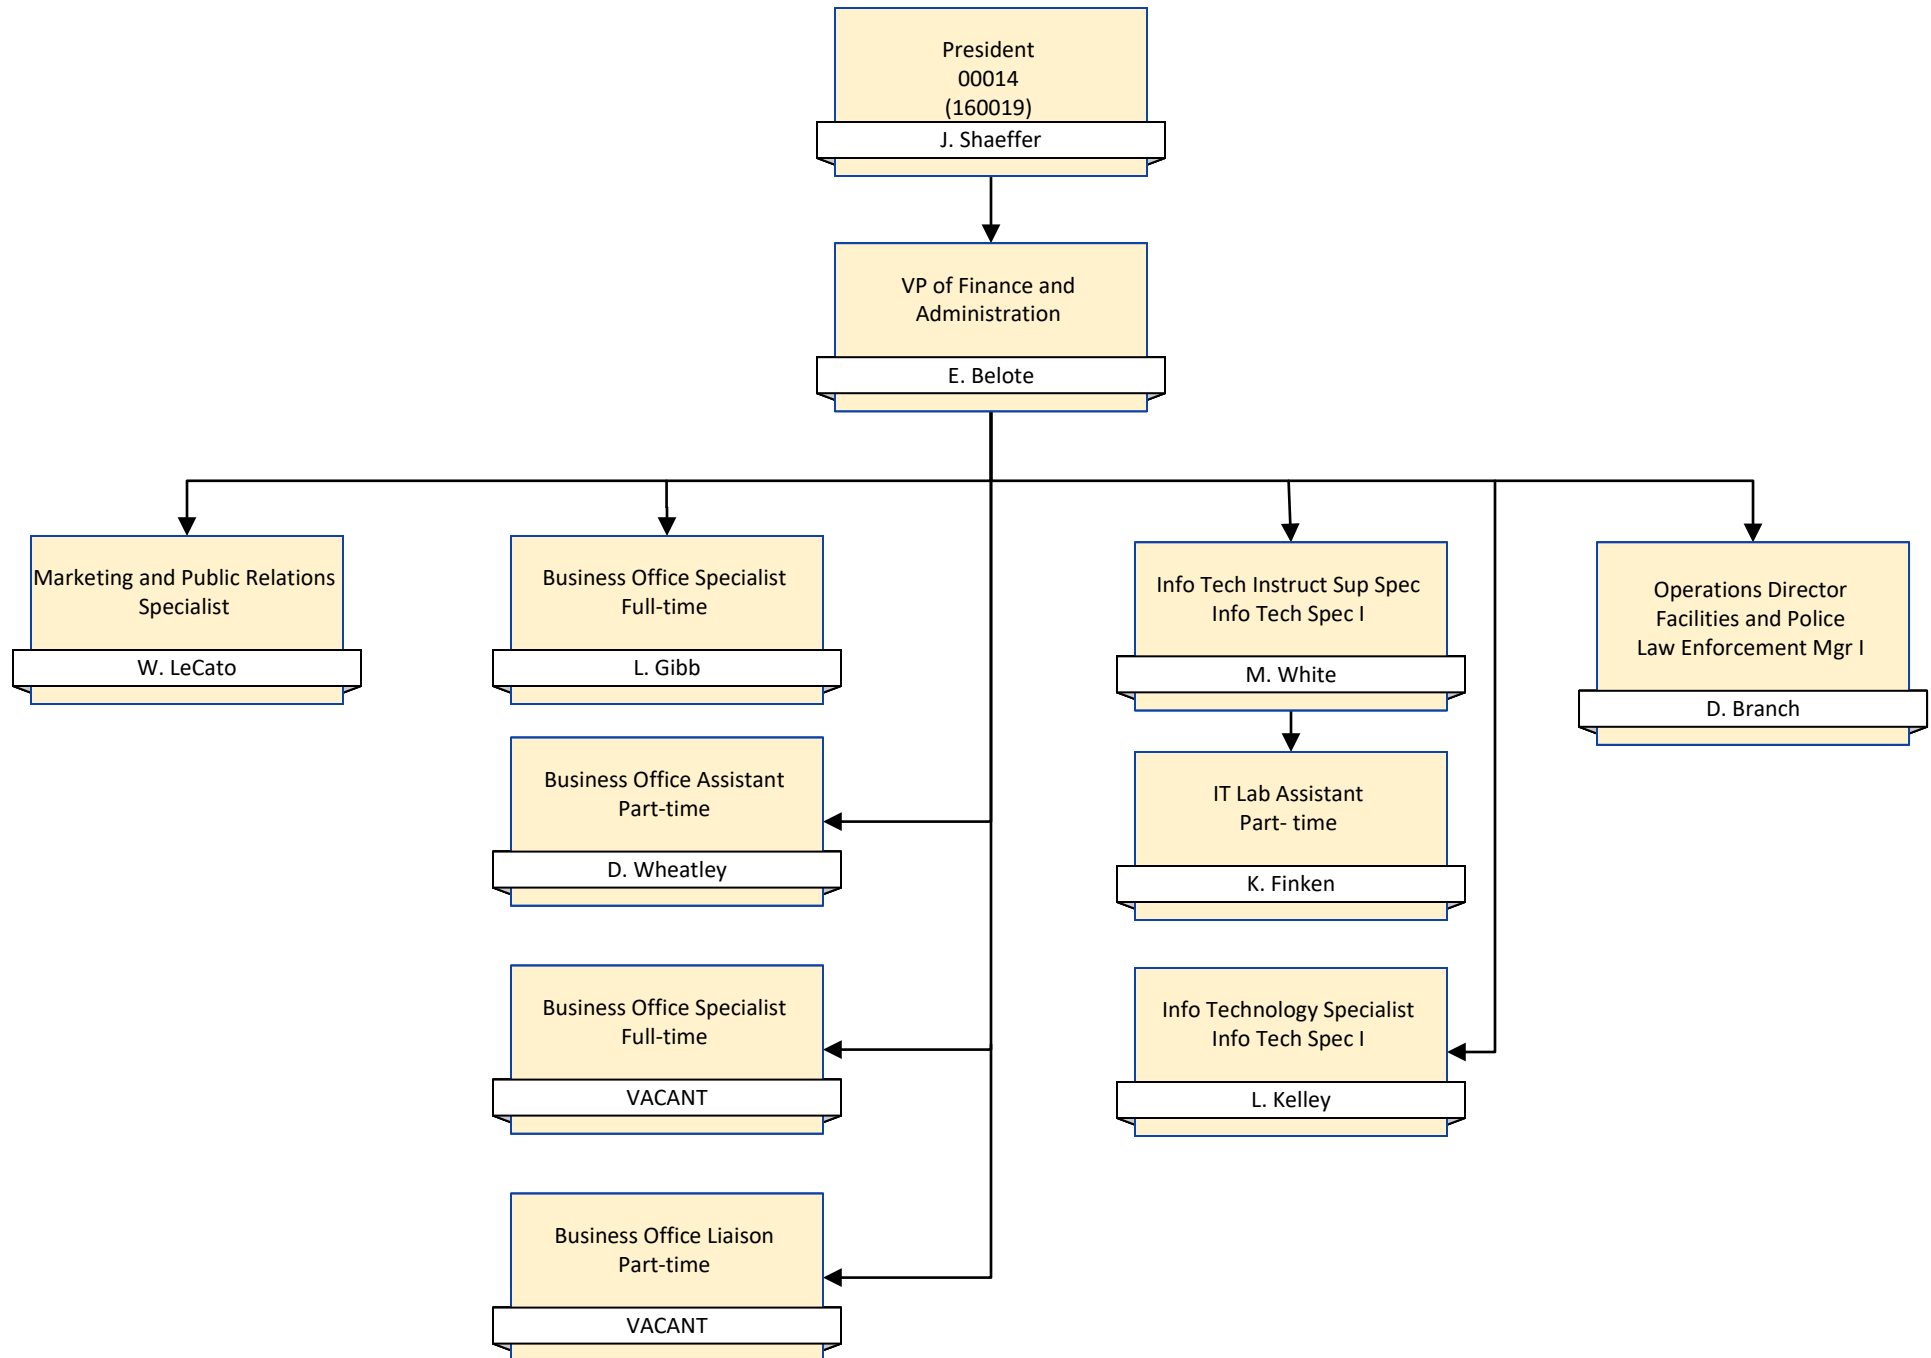 President
00014
(160019)
J. Shaeffer
VP of Finance and
Administration
E. Belote
Marketing and Public Relations
Specialist
W. LeCato
Business Office Specialist
Full-time
L. Gibb
Business Office Assistant
Part-time
D. Wheatley
Business Office Specialist
Full-time
VACANT
Business Office Liaison
Part-time
VACANT
Info Tech Instruct Sup Spec
Info Tech Spec I
M. White
IT Lab Assistant
Part- time
K. Finken
Info Technology Specialist
Info Tech Spec I
L. Kelley
Operations Director
Facilities and Police
Law Enforcement Mgr I
D. Branch